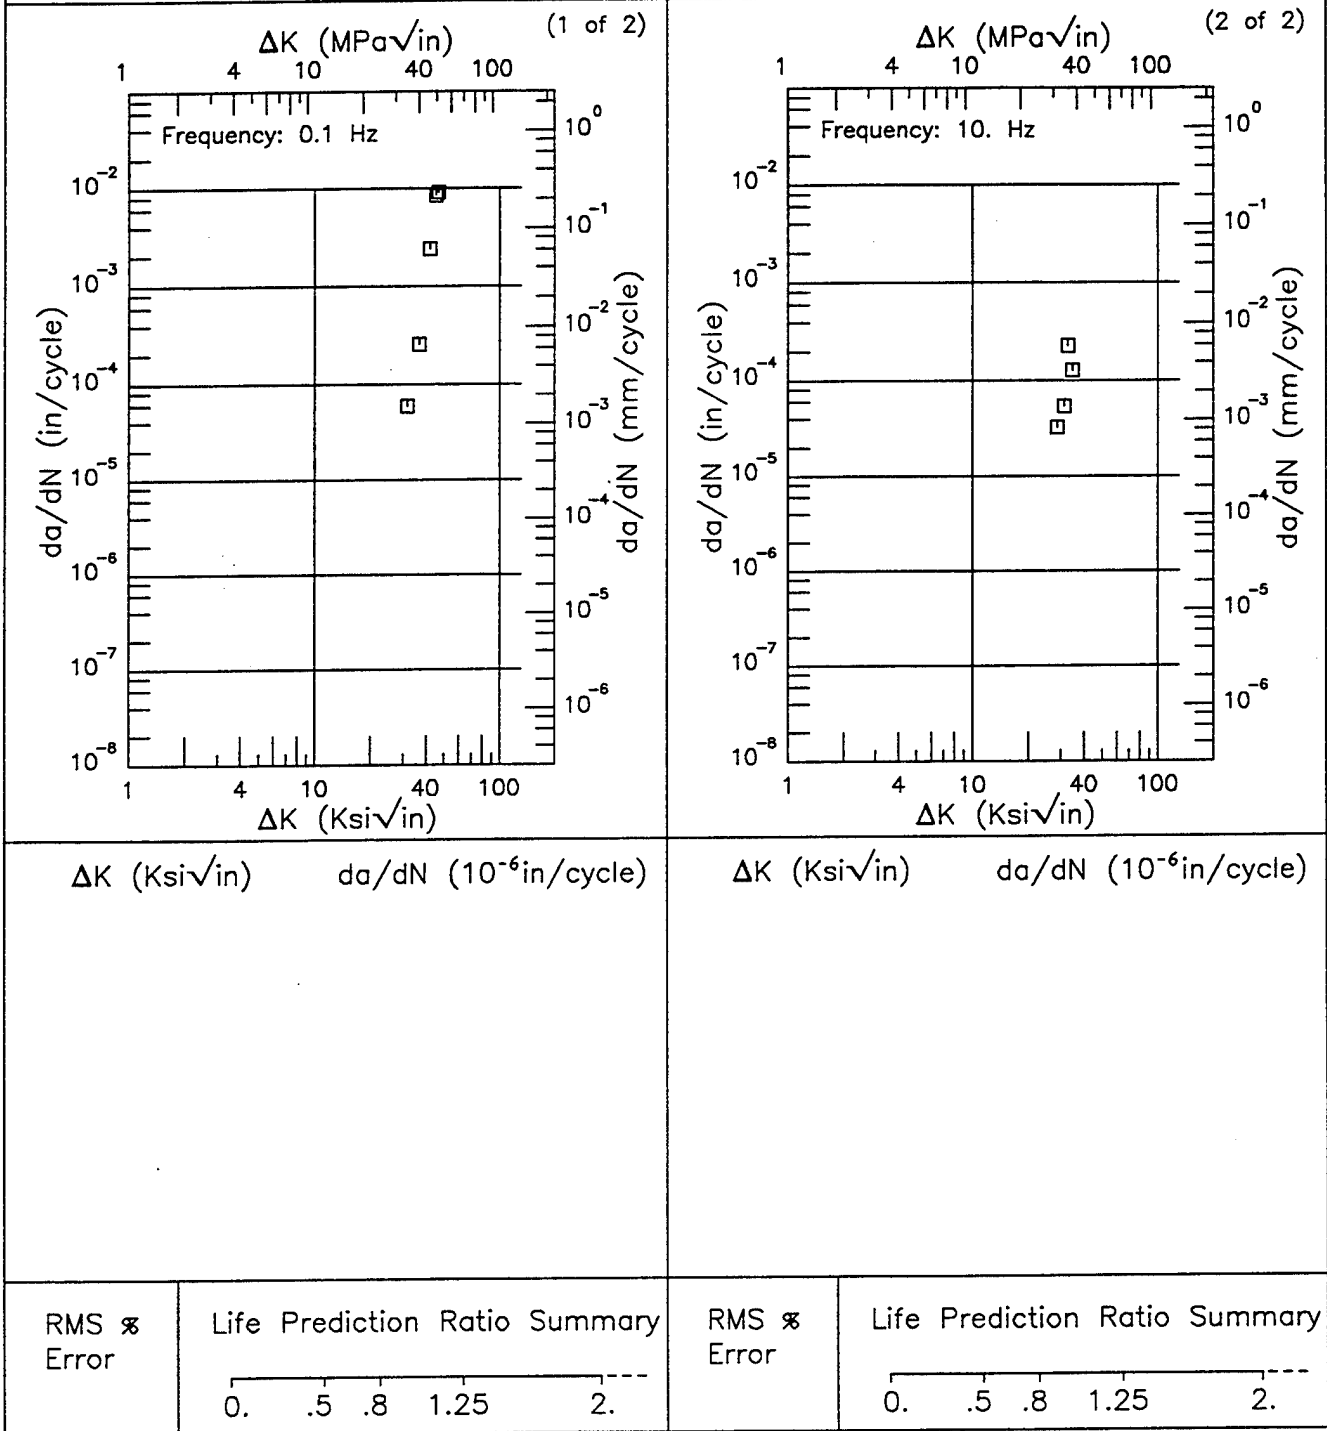 (1 of 2)
ΔK (MPa√in)
1 4 10 40 100
Frequency: 0.1 Hz
10⁰
10⁻¹
10⁻²
10⁻³
10⁻⁴
10⁻⁵
10⁻⁶
da/dN (mm/cycle)
10⁻²
10⁻³
10⁻⁴
10⁻⁵
10⁻⁶
10⁻⁷
10⁻⁸
da/dN (in/cycle)
1 4 10 40 100
ΔK (Ksi√in)
ΔK (Ksi√in) da/dN (10⁻⁶in/cycle)
RMS % Error
Life Prediction Ratio Summary
0. .5 .8 1.25 2.
(2 of 2)
ΔK (MPa√in)
1 4 10 40 100
Frequency: 10. Hz
10⁰
10⁻¹
10⁻²
10⁻³
10⁻⁴
10⁻⁵
10⁻⁶
da/dN (mm/cycle)
10⁻²
10⁻³
10⁻⁴
10⁻⁵
10⁻⁶
10⁻⁷
10⁻⁸
da/dN (in/cycle)
1 4 10 40 100
ΔK (Ksi√in)
ΔK (Ksi√in) da/dN (10⁻⁶in/cycle)
RMS %
Error
Life Prediction Ratio Summary
0. .5 .8 1.25 2.